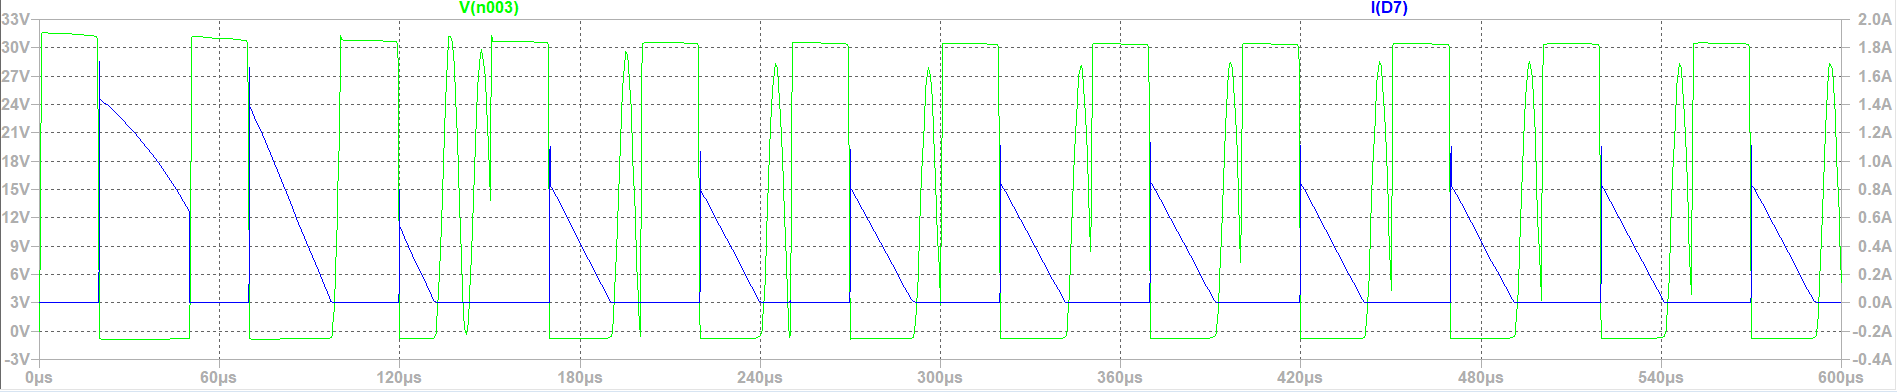 V(n003) I(D7)
33V 2.0A
30V 1.8A
27V 1.6A
24V 1.4A
21V 1.2A
18V 1.0A
15V 0.8A
12V 0.6A
9V 0.4A
6V 0.2A
3V 0.0A
0V -0.2A
-3V -0.4A
0µs 60µs 120µs 180µs 240µs 300µs 360µs 420µs 480µs 540µs 600µs